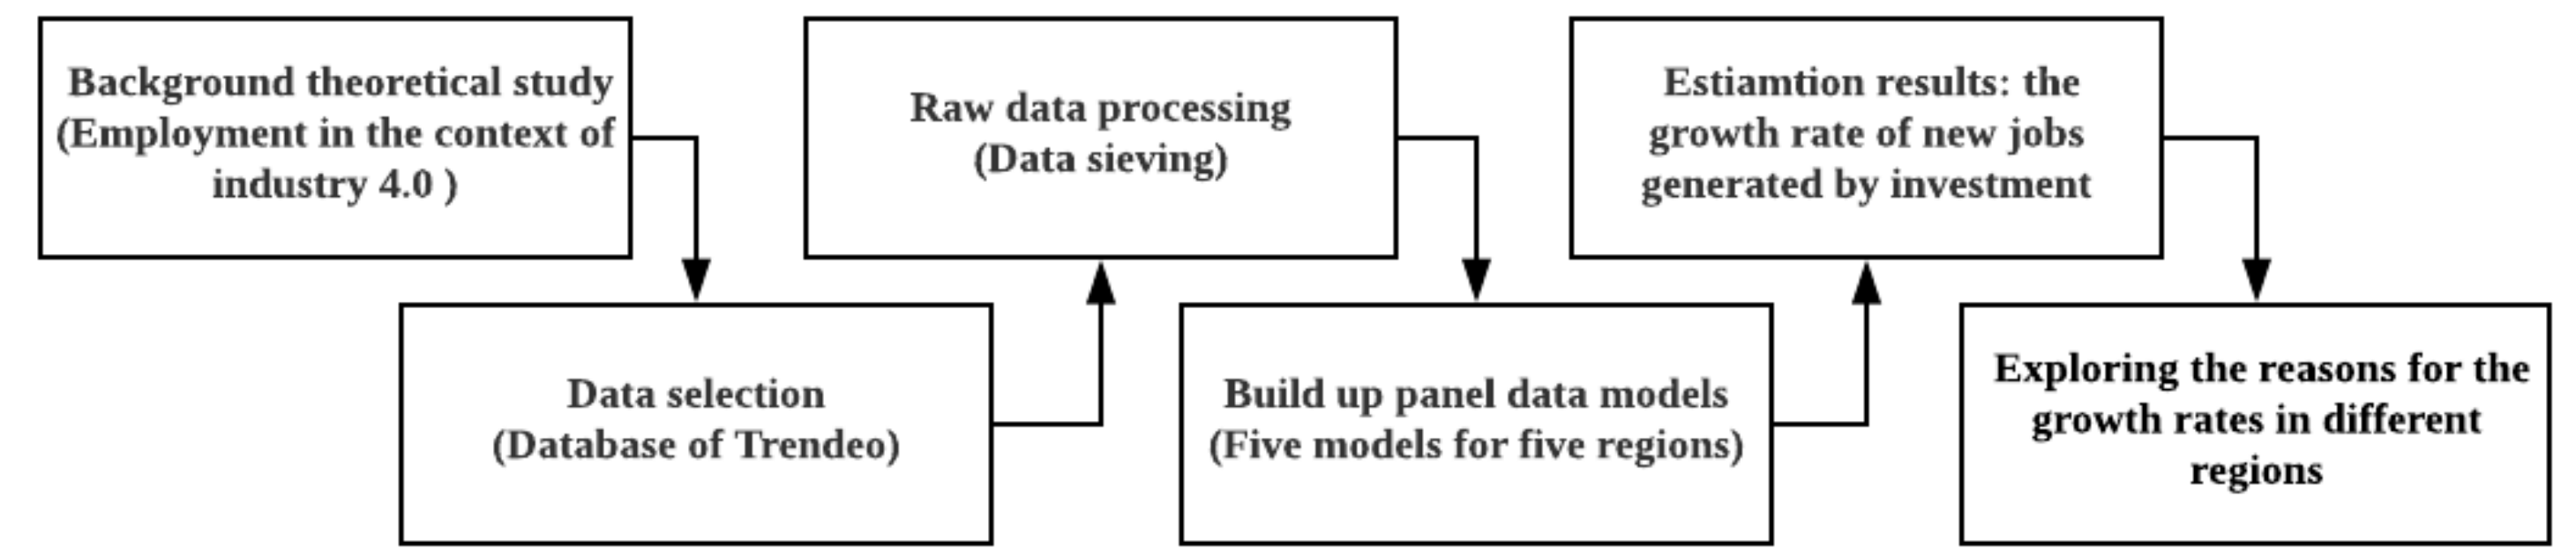 Background theoretical study
(Employment in the context of
industry 4.0 )
Data selection
(Database of Trendeo)
Raw data processing
(Data sieving)
Build up panel data models
(Five models for five regions)
Estiamtion results: the
growth rate of new jobs
generated by investment
Exploring the reasons for the
growth rates in different
regions